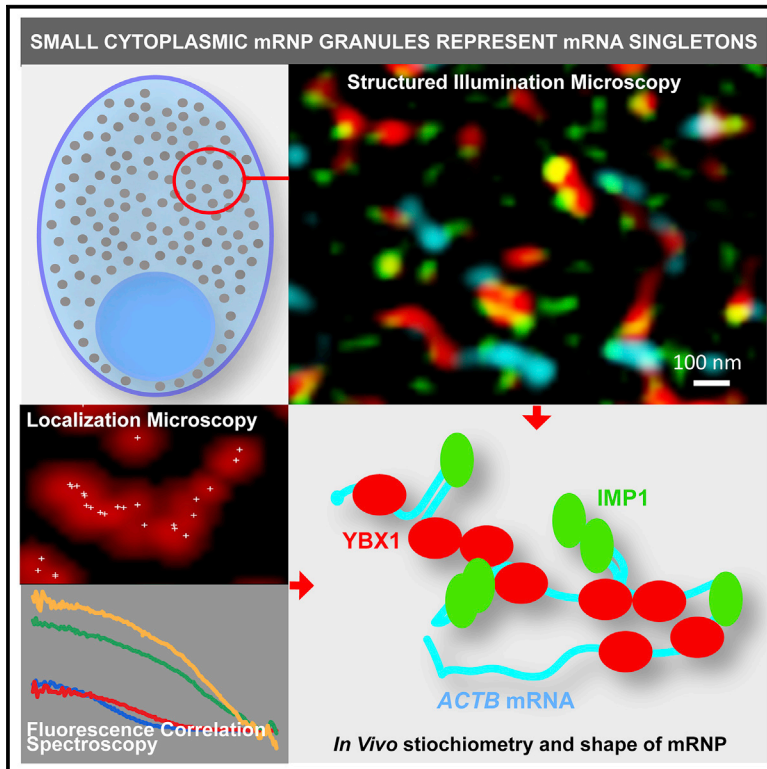 SMALL CYTOPLASMIC mRNP GRANULES REPRESENT mRNA SINGLETONS
Structured Illumination Microscopy
100 nm
Localization Microscopy
Fluorescence Correlation
Spectroscopy
IMP1
YBX1
ACTB mRNA
In Vivo stiochiometry and shape of mRNP